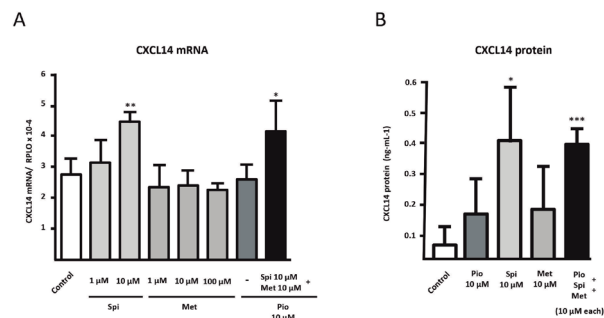 A
CXCL14 mRNA
CXCL14 mRNA/ RPLO x 10-4
6
5
4
3
2
1
**
*
Control
1 µM
10 µM
1 µM
10 µM
100 µM
-
Spi 10 µM
Met 10 µM
+
Spi
Met
Pio
10 µM
B
CXCL14 protein
CXCL14 protein (ng-mL-1)
0.6
0.5
0.4
0.3
0.2
0.1
*
***
Control
Pio
10 µM
Spi
10 µM
Met
10 µM
Pio
Spi +
Met +
(10 µM each)